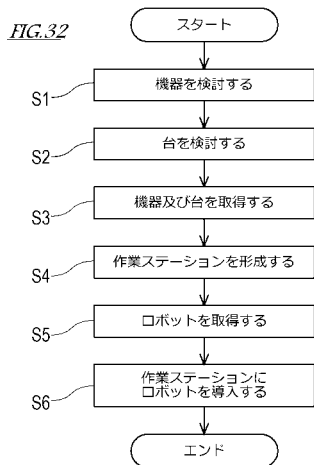 FIG.32
スタート
S1
機器を検討する
S2
台を検討する
S3
機器及び台を取得する
S4
作業ステーションを形成する
S5
ロボットを取得する
S6
作業ステーションに
ロボットを導入する
エンド